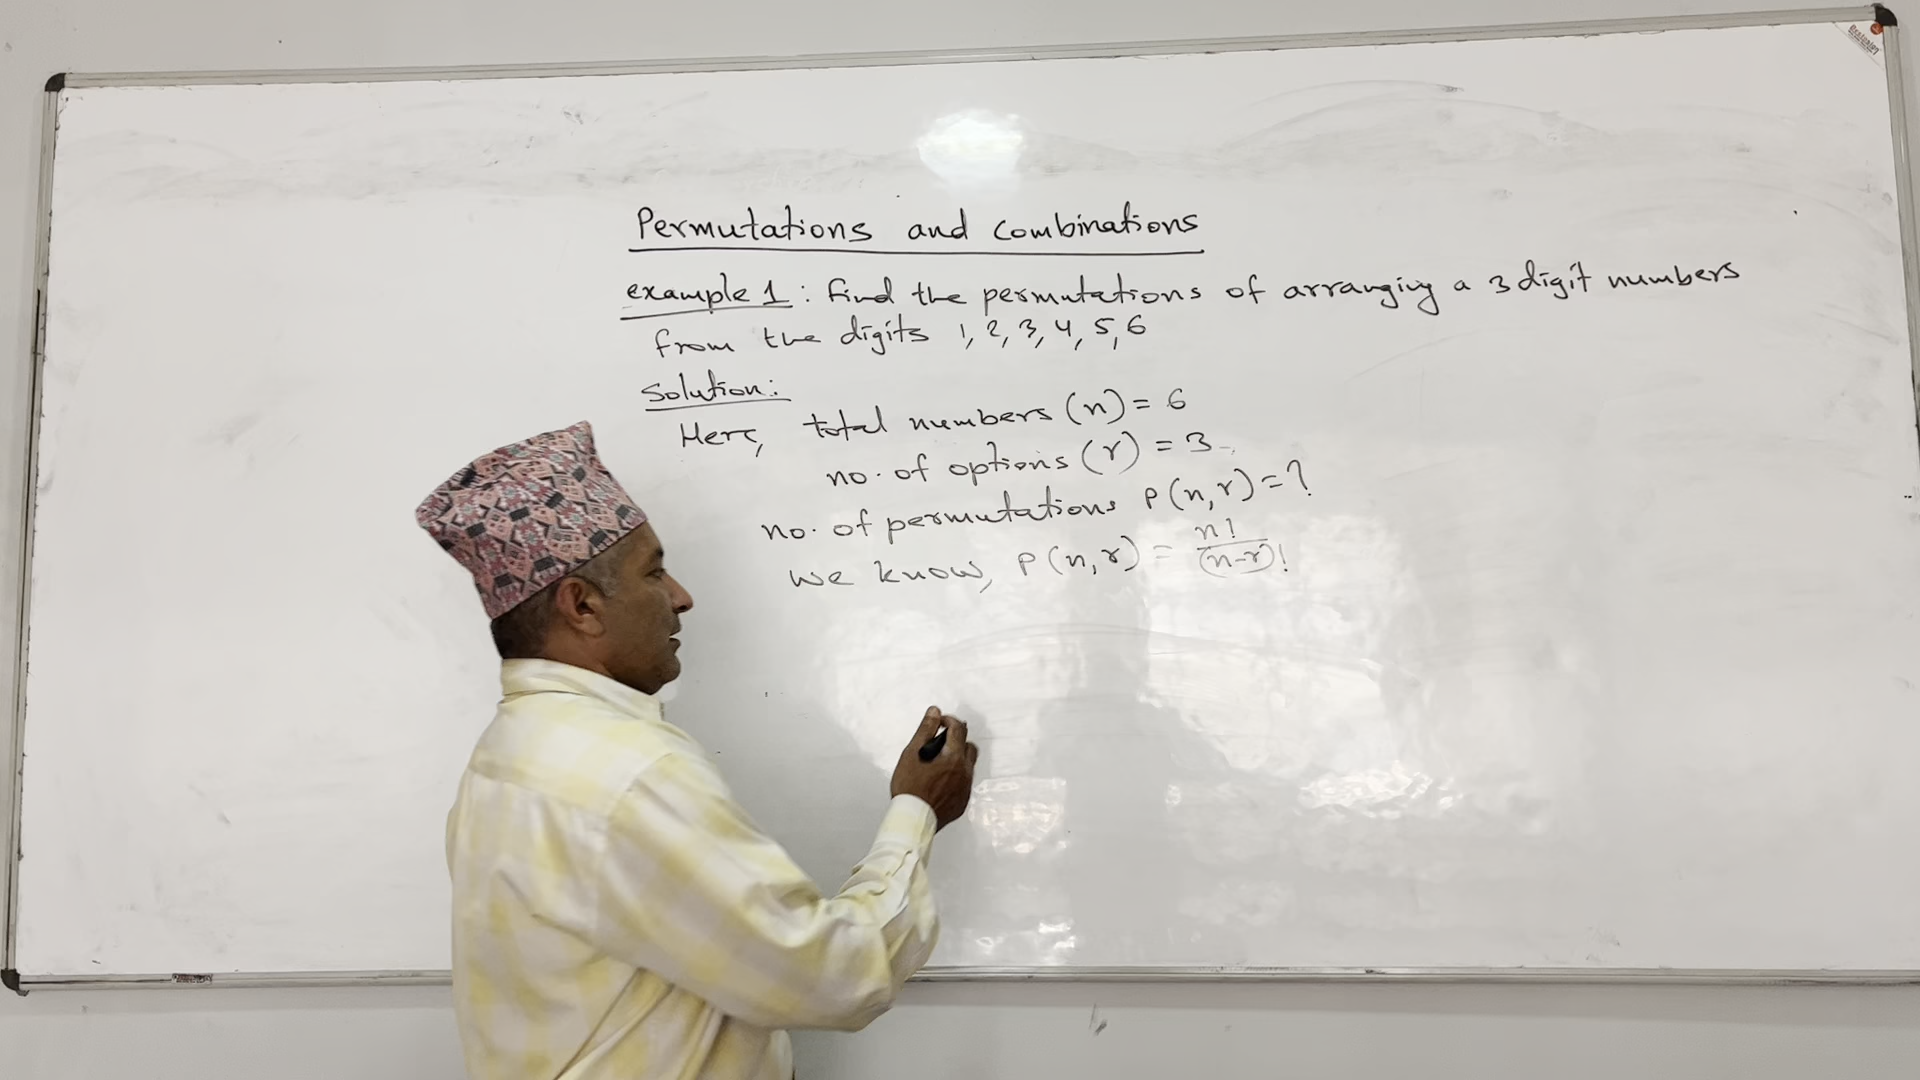 Permutations and combinations
example 1: Find the permutations of arranging a 3 digit numbers
from the digits 1, 2, 3, 4, 5, 6
Solution:
Here, total numbers (n) = 6
no. of options (r) = 3
no. of permutations P(n,r) = ?
we know, P(n,r) = n!/(n-r)!